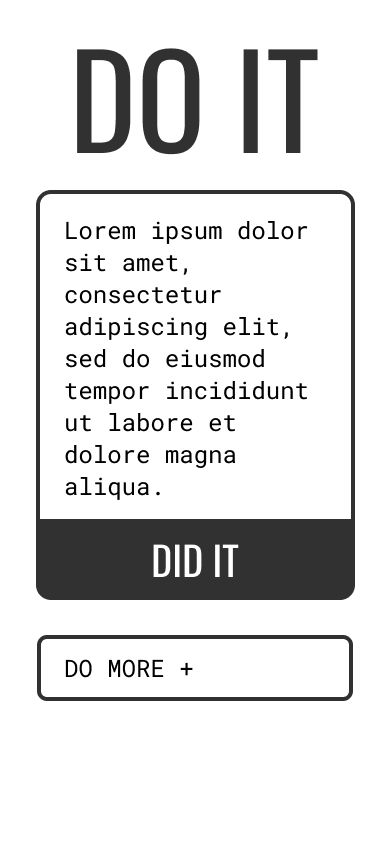 DO IT
Lorem ipsum dolor
sit amet,
consectetur
adipiscing elit,
sed do eiusmod
tempor incididunt
ut labore et
dolore magna
aliqua.
DID IT
DO MORE +